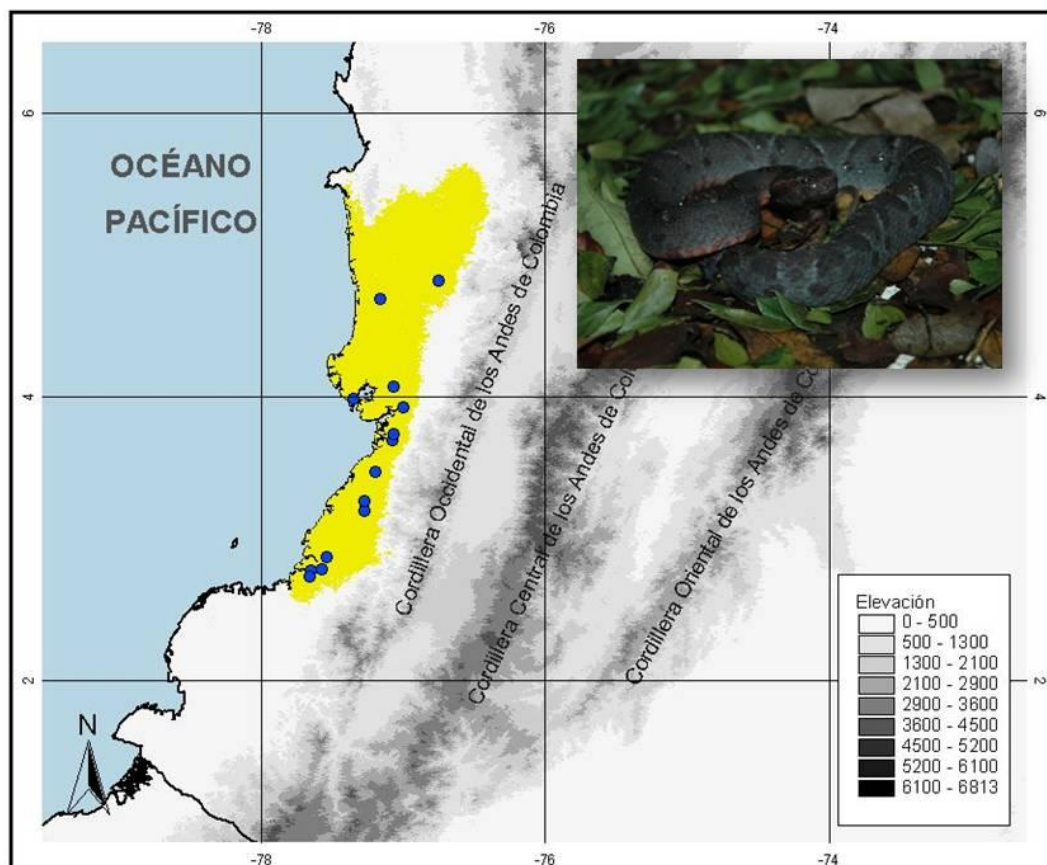 -78 -76 -74
6 6
OCÉANO
PACÍFICO
Cordillera Occidental de los Andes de Colombia
Cordillera Central de los Andes de
Cordillera Oriental de los Andes de
4 4
2 2
Elevación
0 - 500
500 - 1300
1300 - 2100
2100 - 2900
2900 - 3600
3600 - 4500
4500 - 5200
5200 - 6100
6100 - 6813
N
-78 -76 -74